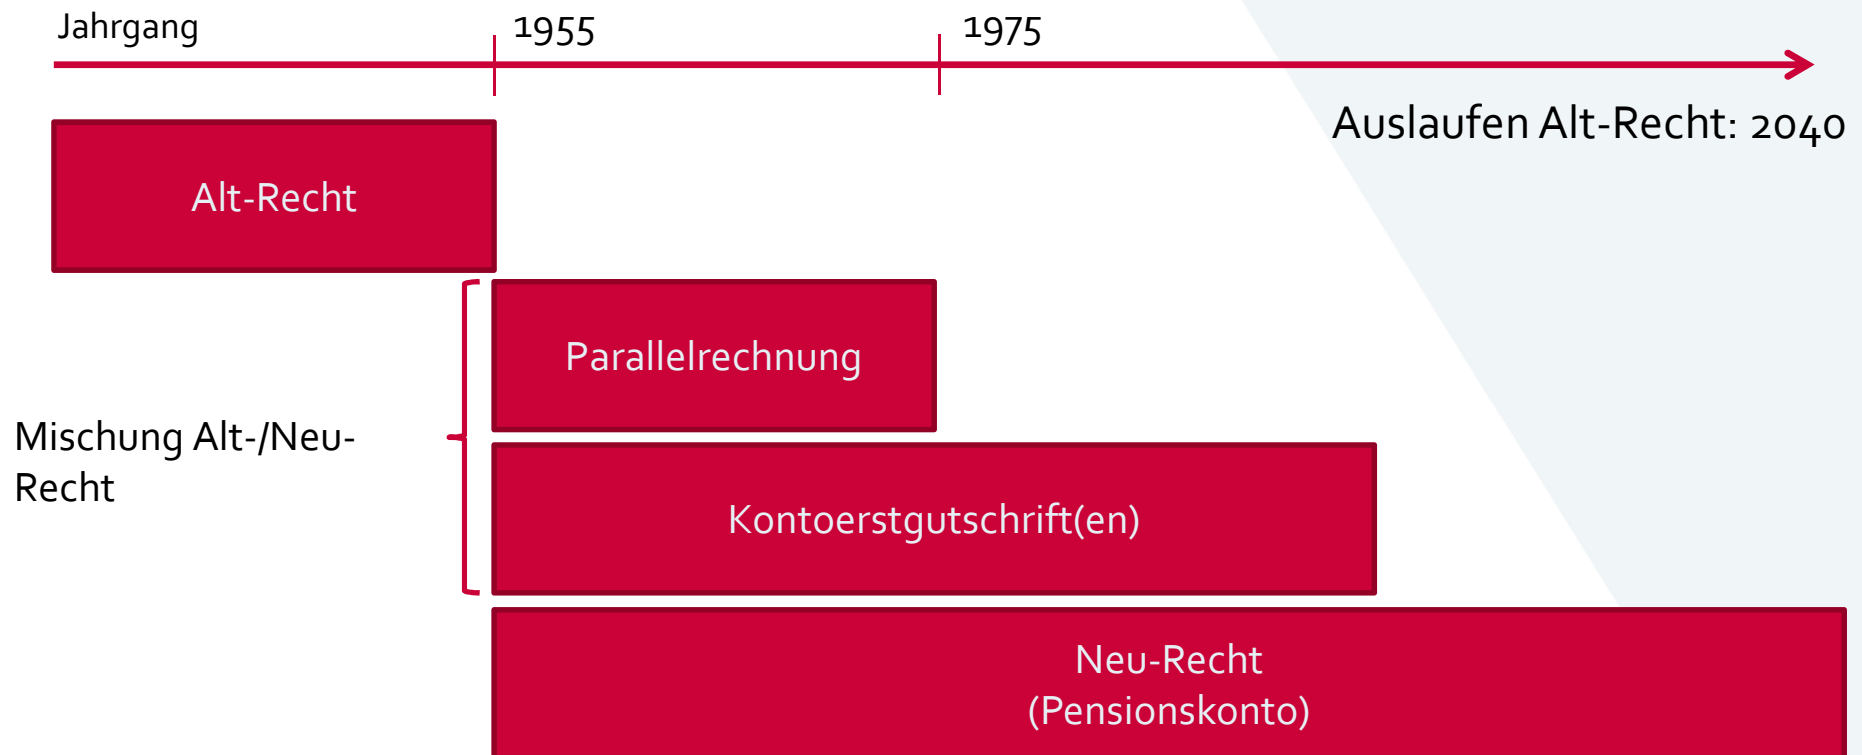 Jahrgang
1955
1975
Auslaufen Alt-Recht: 2040
Alt-Recht
Parallelrechnung
Mischung Alt-/Neu-
Recht
Kontoerstgutschrift(en)
Neu-Recht
(Pensionskonto)